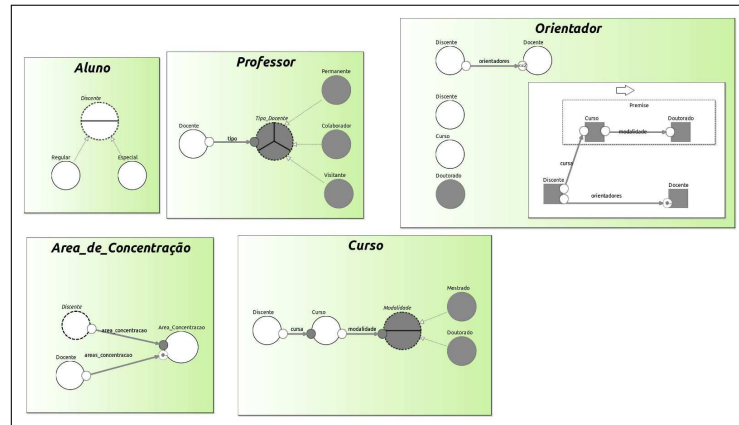 Aluno
Discente
Regular
Especial
Professor
Permanente
Docente
tipo
Tipo_Docente
Colaborador
Visitante
Orientador
Discente
Docente
orientadores
Discente
Curso
Doutorado
Premise
Curso
Doutorado
modalidade
cursa
Discente
Docente
orientadores
Area_de_Concentração
Discente
area_concentracao
Area_Concentracao
Docente
areas_concentracao
Curso
Mestrado
Discente
Curso
Modalidade
cursa
modalidade
Doutorado